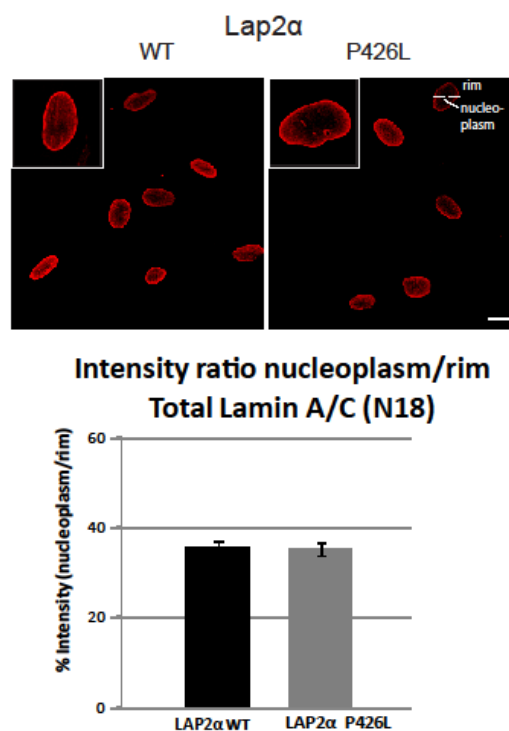 Lap2α
WT P426L
rim
nucleo-
plasm
Intensity ratio nucleoplasm/rim
Total Lamin A/C (N18)
% Intensity (nucleoplasm/rim)
60
40
20
0
LAP2α WT LAP2α P426L